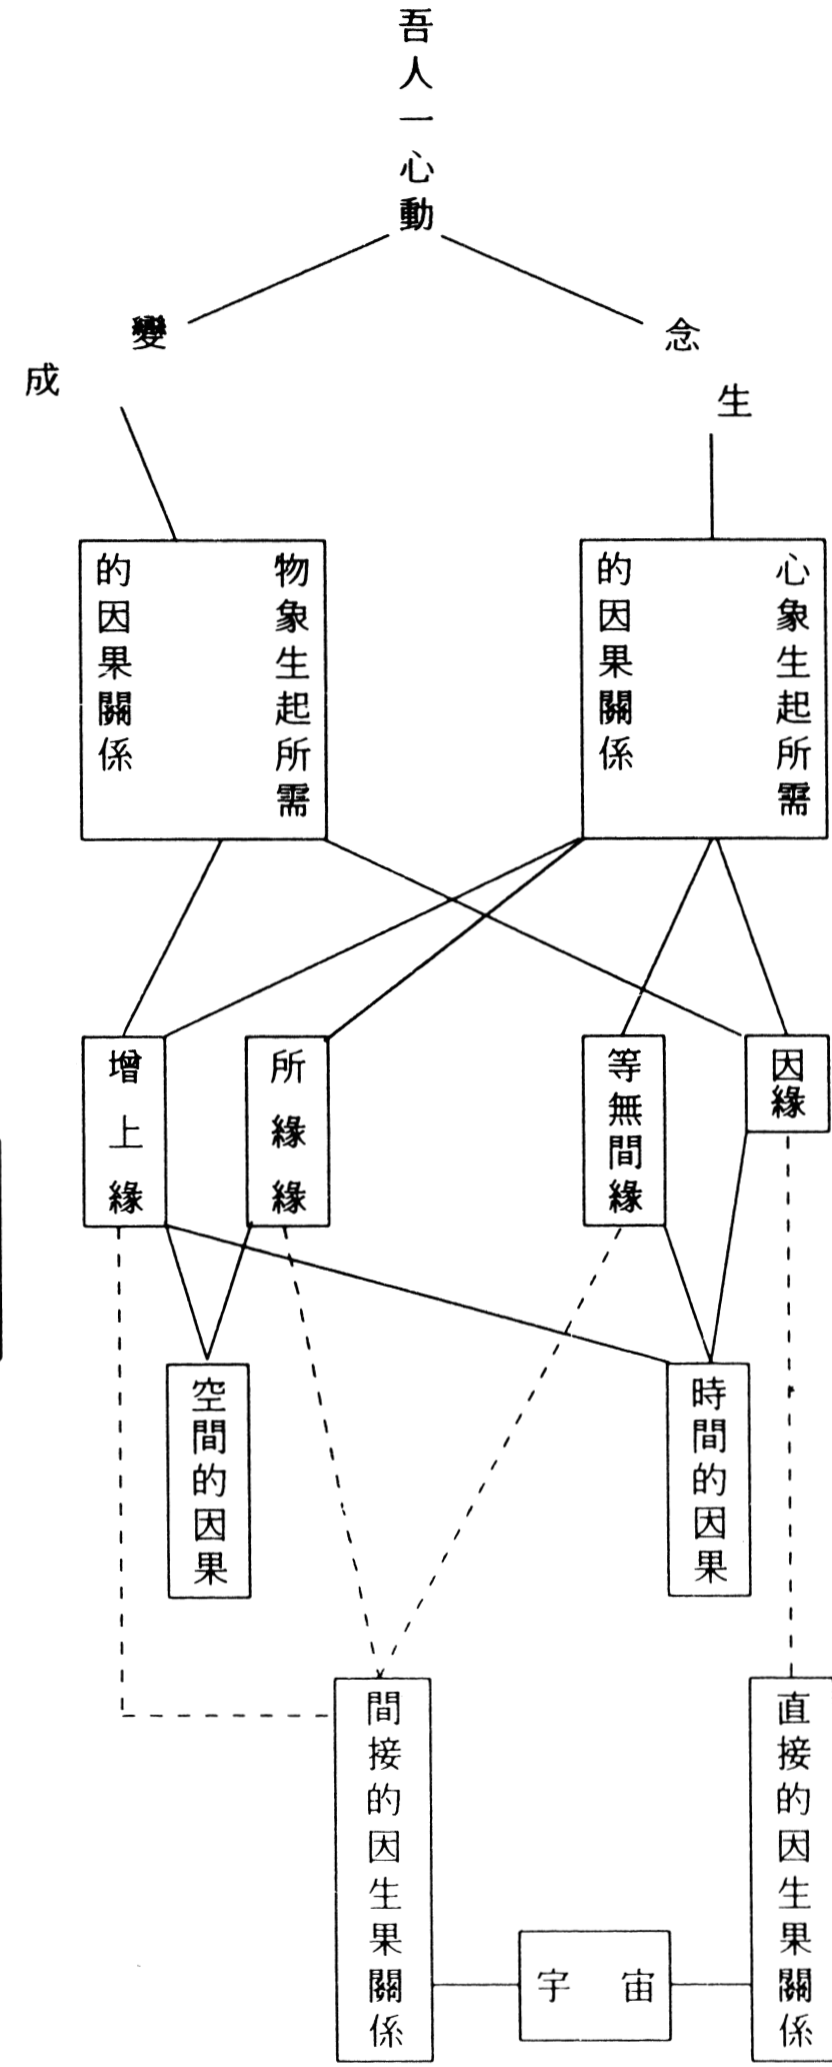 吾人一心動
念
生
變
成
心象生起所需
的因果關係
物象生起所需
的因果關係
因緣
等無間緣
所緣緣
增上緣
時間的因果
空間的因果
直接的因生果關係
間接的因生果關係
宇宙